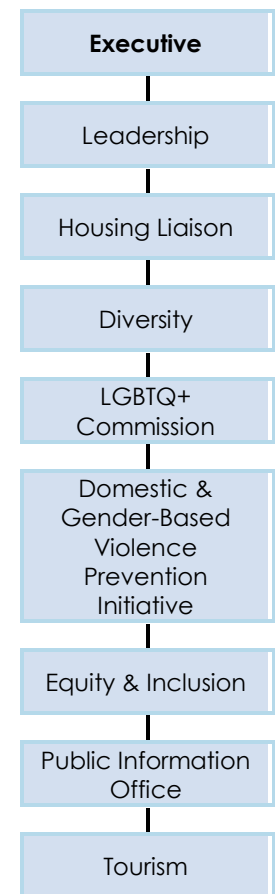 Executive
Leadership
Housing Liaison
Diversity
LGBTQ+
Commission
Domestic &
Gender-Based
Violence
Prevention
Initiative
Equity & Inclusion
Public Information
Office
Tourism